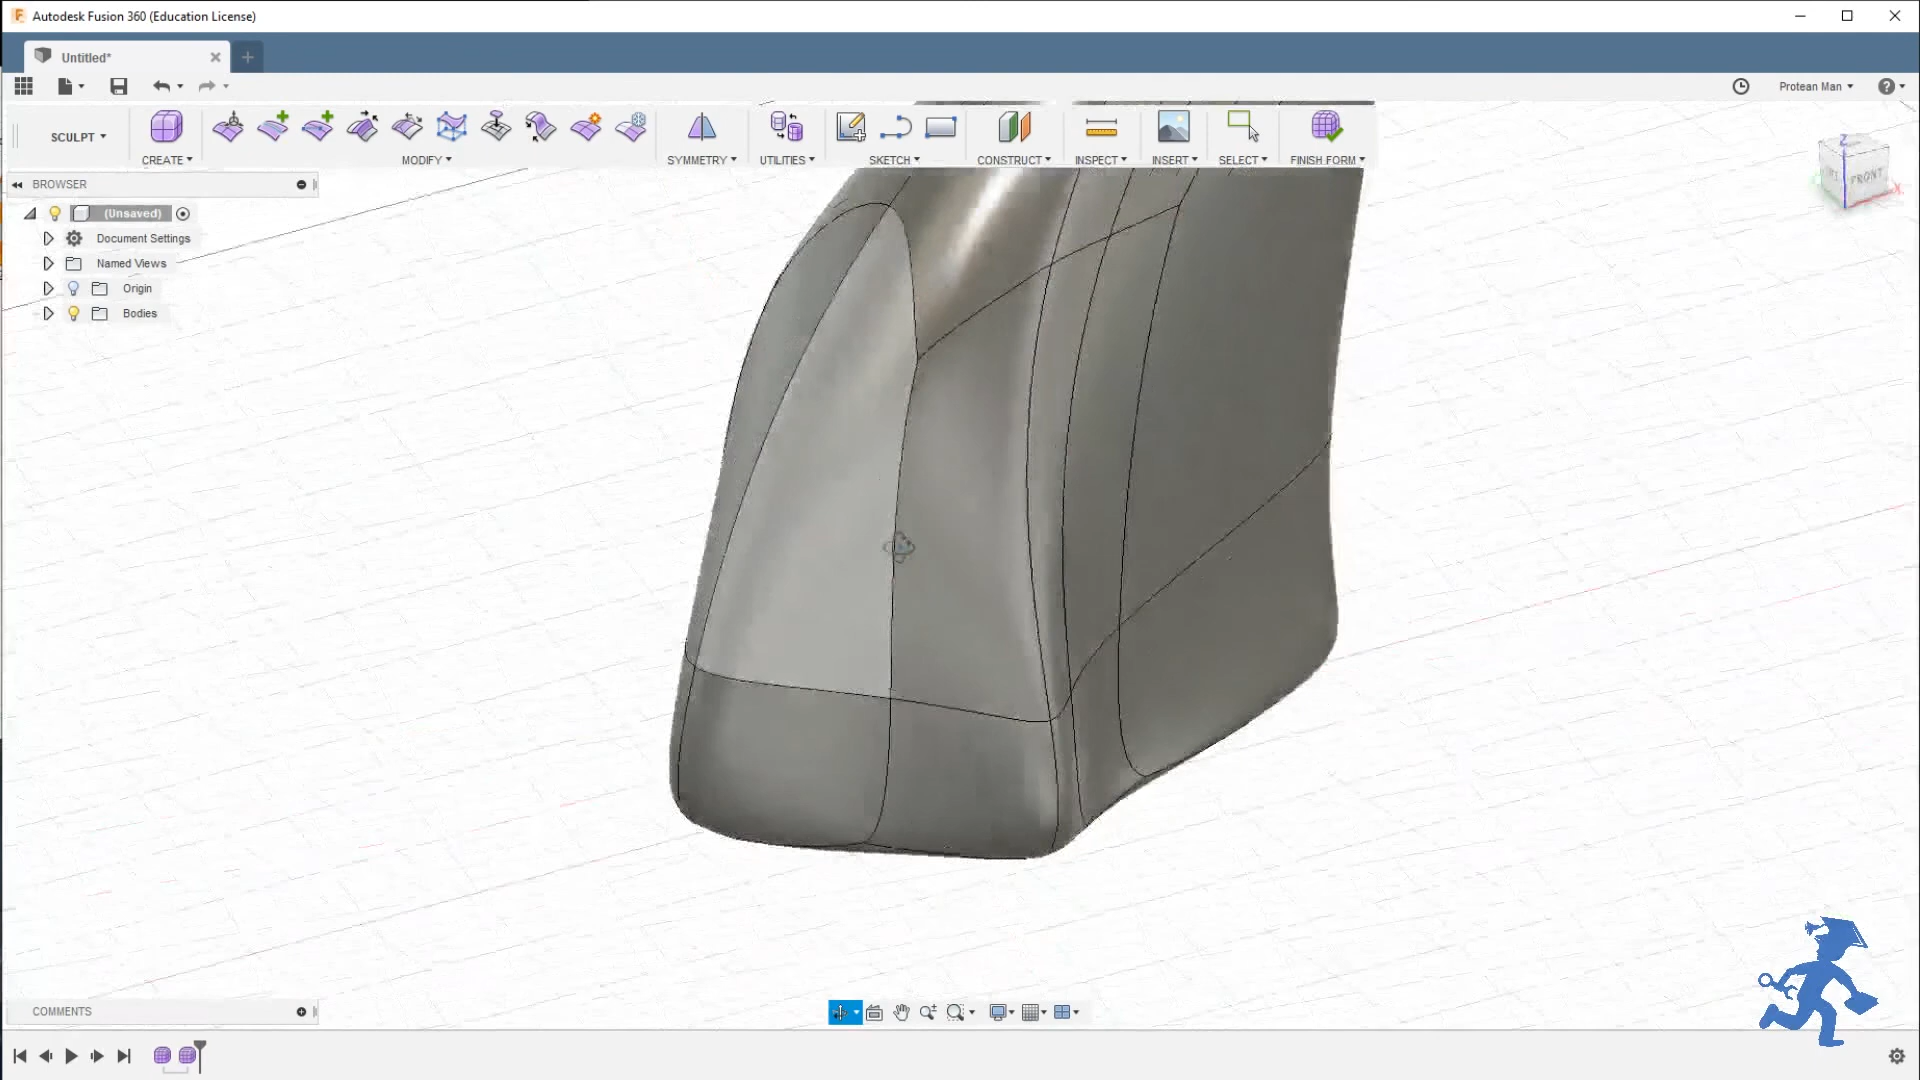 Autodesk Fusion 360 (Education License)
Untitled*
Protean Man
SCULPT
CREATE
MODIFY
SYMMETRY
UTILITIES
SKETCH
CONSTRUCT
INSPECT
INSERT
SELECT
FINISH FORM
BROWSER
(Unsaved)
Document Settings
Named Views
Origin
Bodies
Z
FRONT
X
COMMENTS